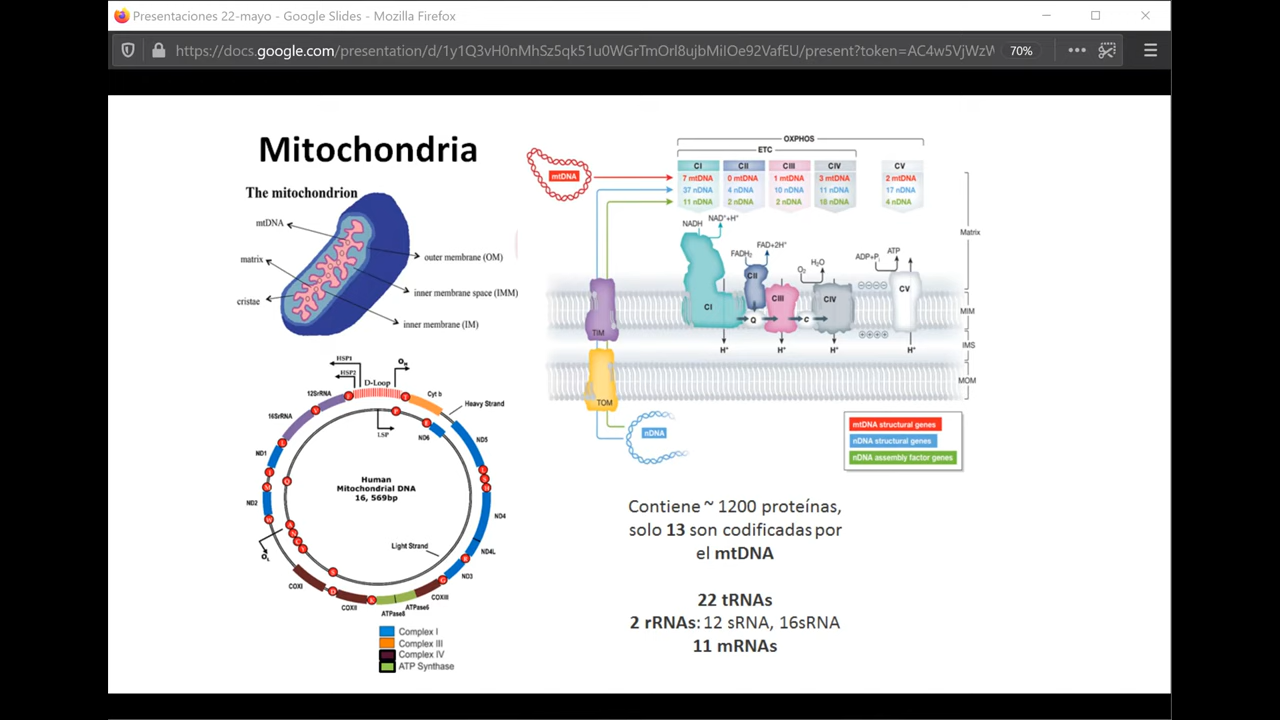 Presentaciones 22-mayo - Google Slides - Mozilla Firefox
https://docs.google.com/presentation/d/1y1Q3vH0nMhSz5qk51u0WGrTmOrl8ujbMiIOe92VafEU/present?token=AC4w5VjWzV
70%
Mitochondria
The mitochondrion
mtDNA
matrix
cristae
outer membrane (OM)
inner membrane space (IMM)
inner membrane (IM)
HSP1
HSP2
D-Loop
OH
12SrRNA
16SrRNA
Cyt b
Heavy Strand
LSP
ND6
ND5
ND1
ND2
Human
Mitochondrial DNA
16, 569bp
ND4
Light Strand
ND4L
ND3
OL
COXI
COXII
ATPase8
ATPase6
COXIII
Complex I
Complex III
Complex IV
ATP Synthase
OXPHOS
ETC
mtDNA
CI CII CIII CIV CV
7 mtDNA 0 mtDNA 1 mtDNA 3 mtDNA 2 mtDNA
37 nDNA 4 nDNA 10 nDNA 11 nDNA 17 nDNA
11 nDNA 2 nDNA 2 nDNA 18 nDNA 4 nDNA
NADH NAD⁺+H⁺
FADH₂ FAD+2H⁺
O₂ H₂O
ADP+Pᵢ ATP
Matrix
CI CII CIII CIV CV
Q C
TIM
MIM
H⁺ H⁺ H⁺ H⁺
IMS
MOM
TOM
nDNA
mtDNA structural genes
nDNA structural genes
nDNA assembly factor genes
Contiene ~ 1200 proteínas,
solo 13 son codificadas por
el mtDNA
22 tRNAs
2 rRNAs: 12 sRNA, 16sRNA
11 mRNAs